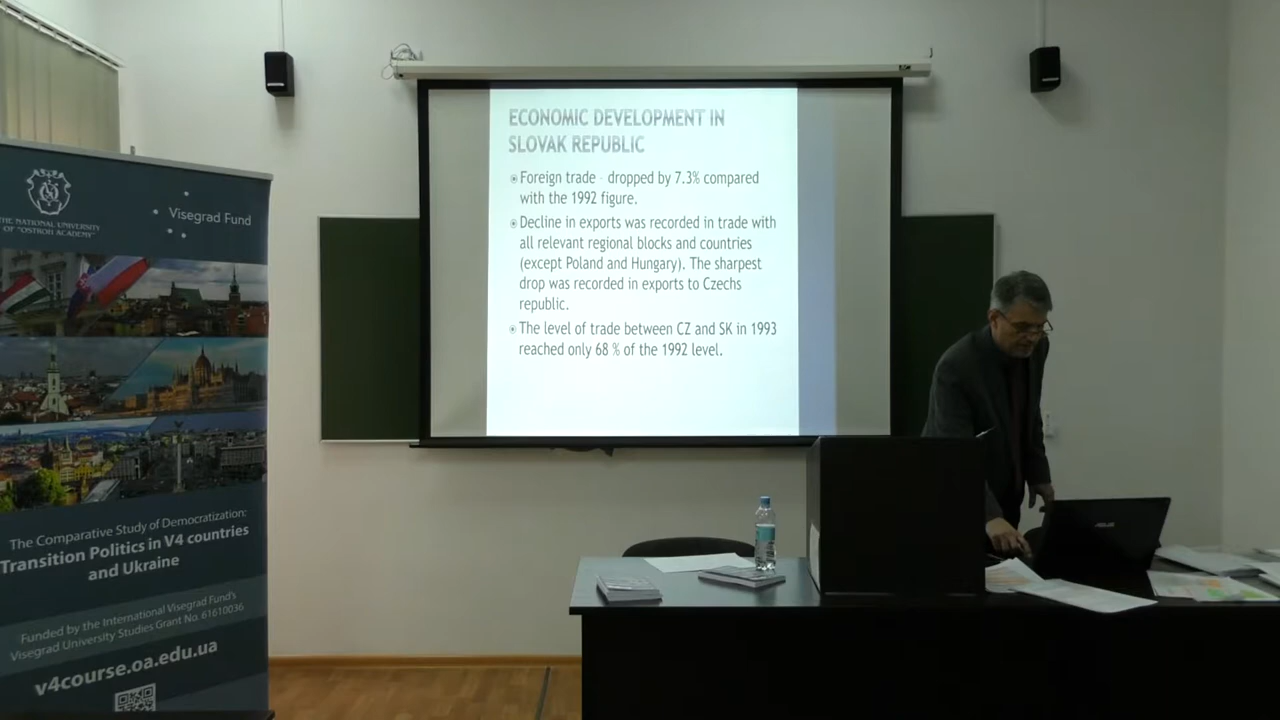 THE NATIONAL UNIVERSITY
OF "OSTROH ACADEMY"
Visegrad Fund
The Comparative Study of Democratization:
Transition Politics in V4 countries
and Ukraine
Funded by the International Visegrad Fund's
Visegrad University Studies Grant No. 61610036
v4course.oa.edu.ua
ECONOMIC DEVELOPMENT IN
SLOVAK REPUBLIC
Foreign trade - dropped by 7.3% compared
with the 1992 figure.
Decline in exports was recorded in trade with
all relevant regional blocks and countries
(except Poland and Hungary). The sharpest
drop was recorded in exports to Czechs
republic.
The level of trade between CZ and SK in 1993
reached only 68 % of the 1992 level.
ASUS